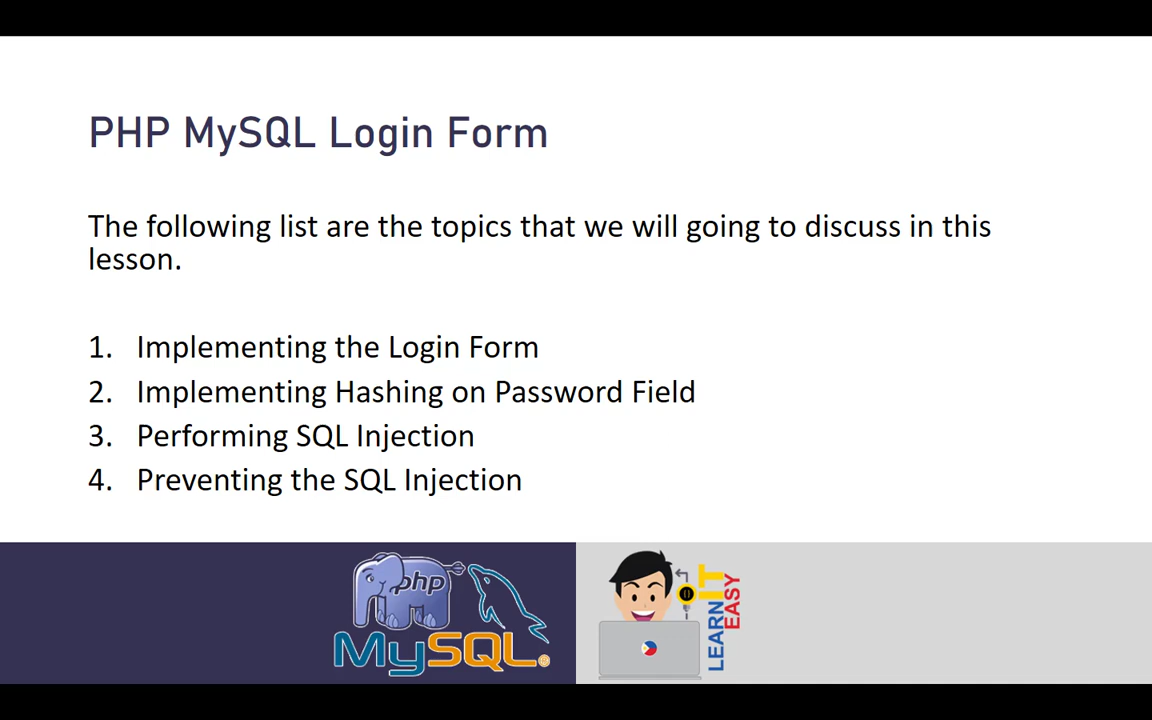 PHP MySQL Login Form
The following list are the topics that we will going to discuss in this
lesson.
1. Implementing the Login Form
2. Implementing Hashing on Password Field
3. Performing SQL Injection
4. Preventing the SQL Injection
php
MySQL
LEARN IT
EASY